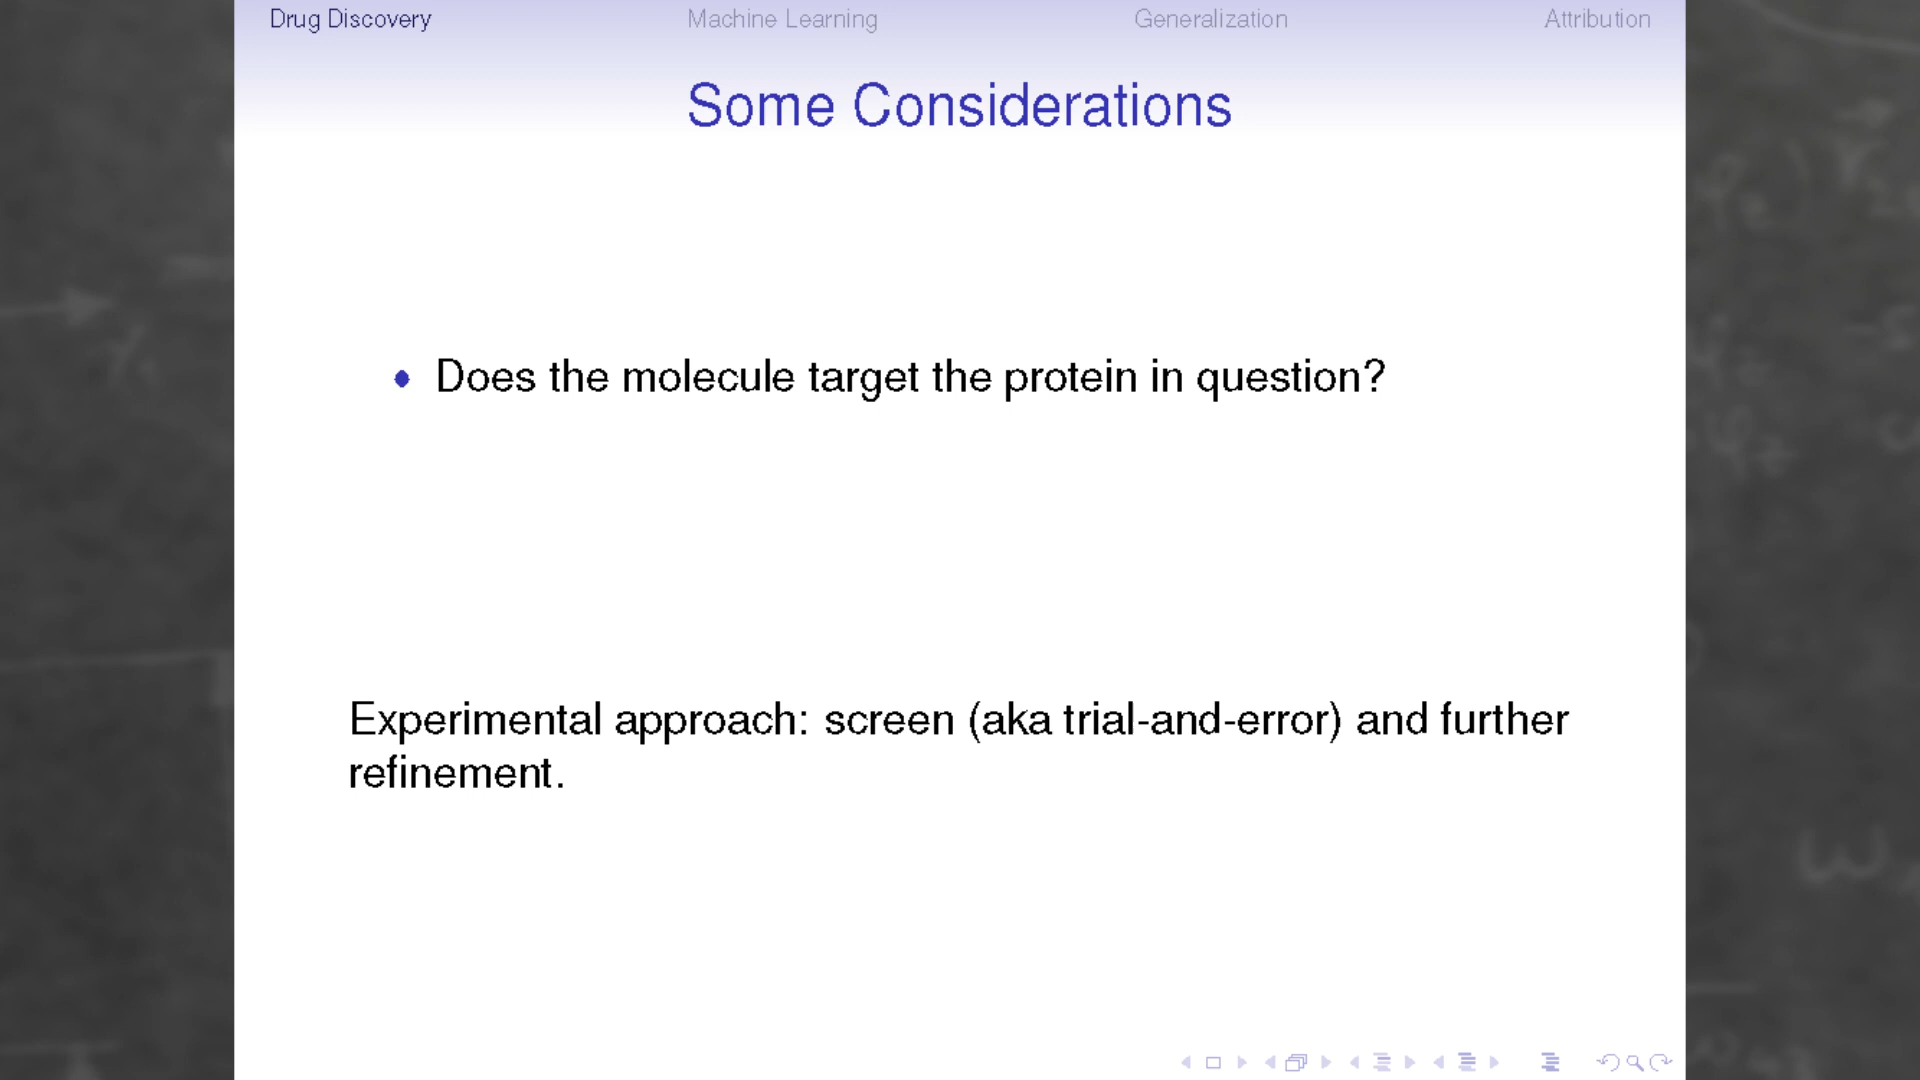 Drug Discovery
Machine Learning
Generalization
Attribution
Some Considerations
• Does the molecule target the protein in question?
Experimental approach: screen (aka trial-and-error) and further
refinement.